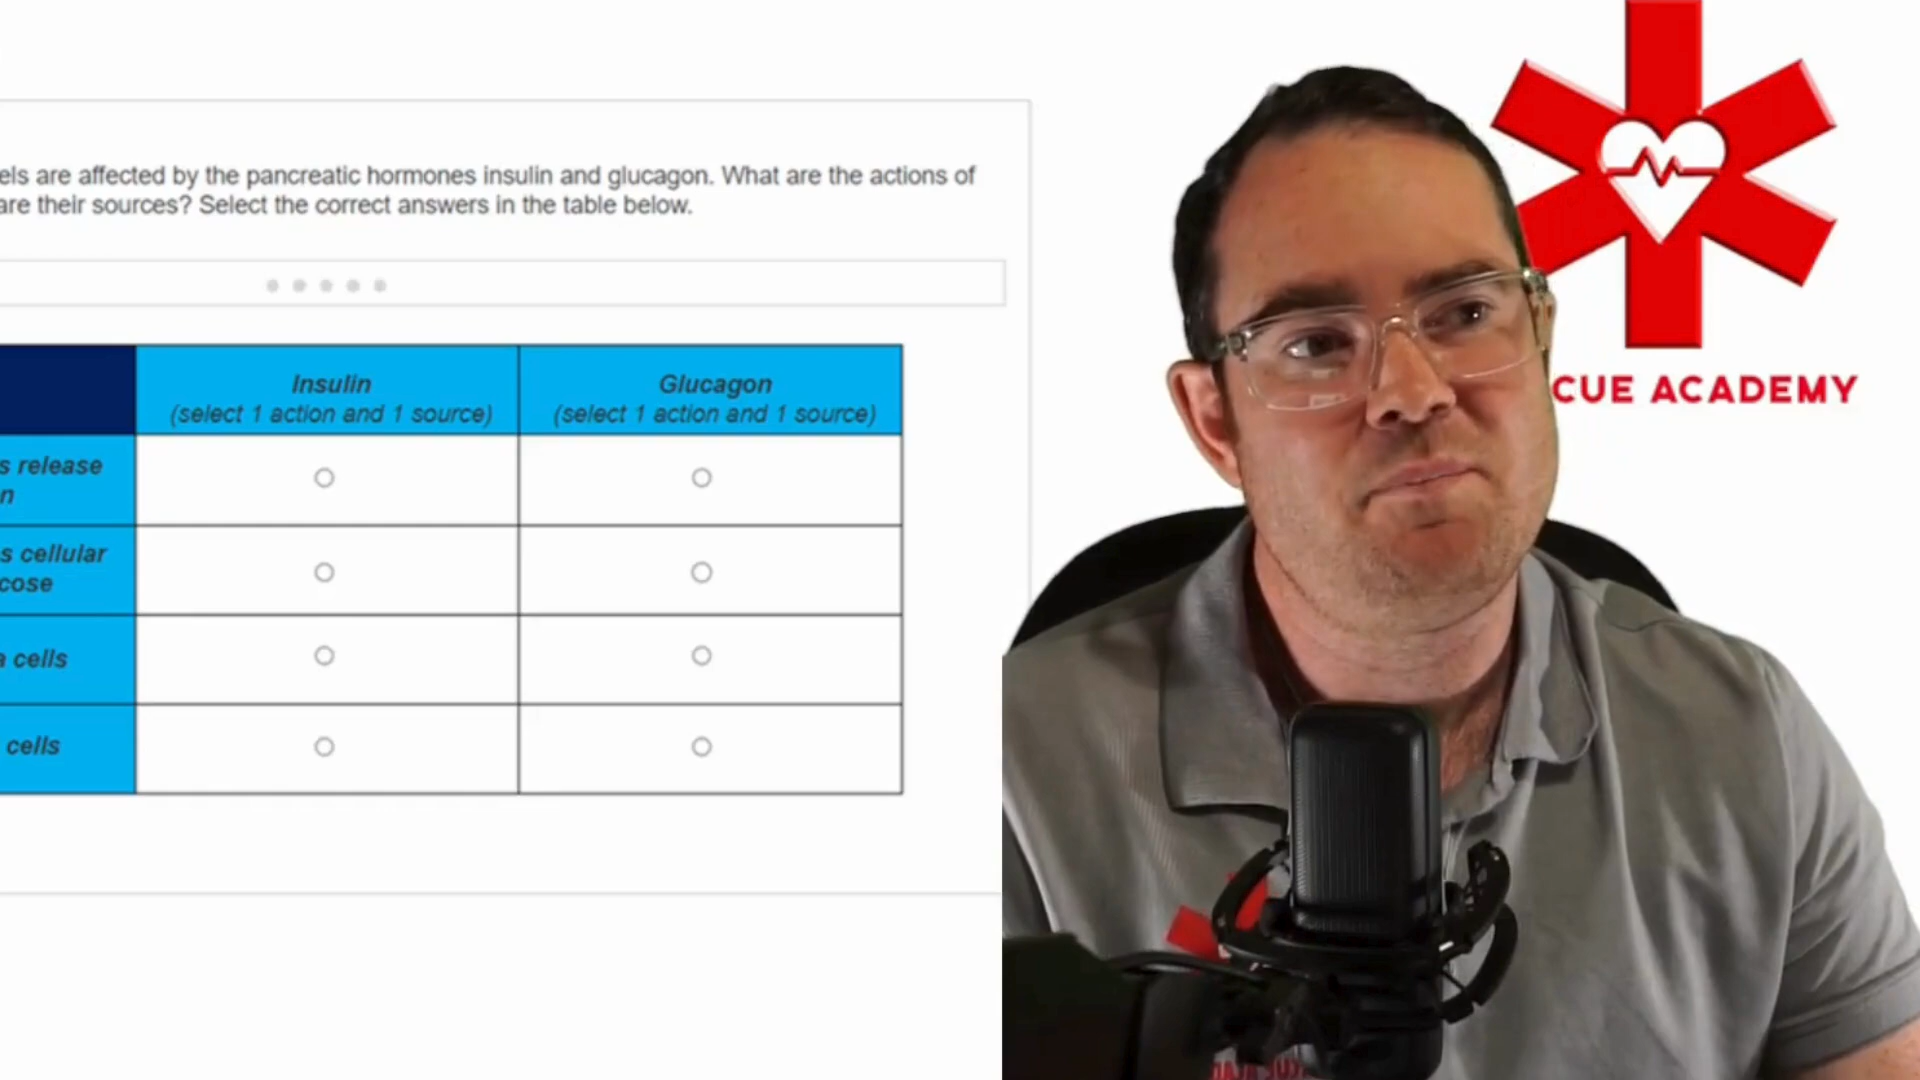 els are affected by the pancreatic hormones insulin and glucagon. What are the actions of
are their sources? Select the correct answers in the table below.
Insulin
(select 1 action and 1 source)
Glucagon
(select 1 action and 1 source)
s release
n
s cellular
cose
a cells
cells
CUE ACADEMY